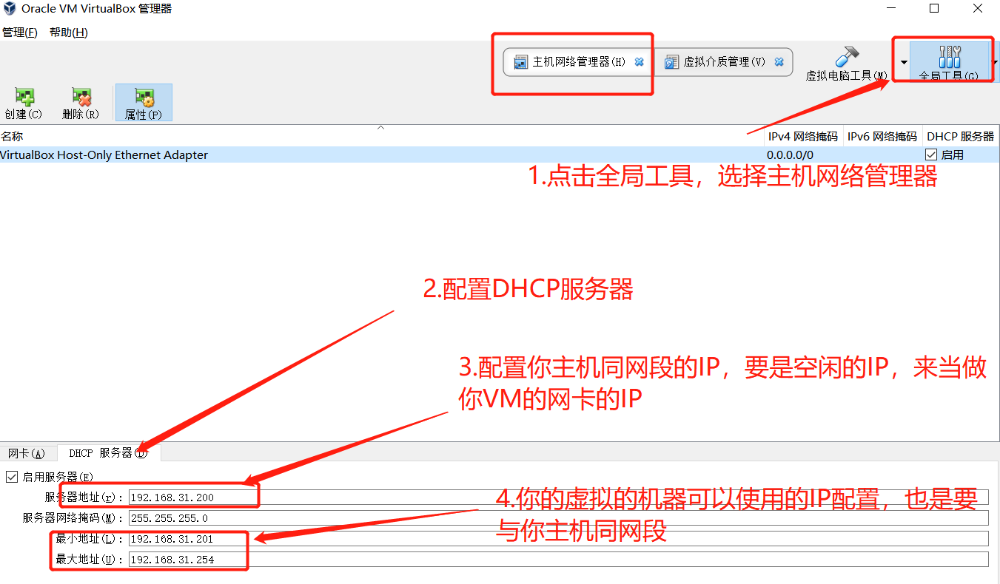 Oracle VM VirtualBox 管理器
管理(F) 帮助(H)
主机网络管理器(H) 虚拟介质管理(V) 虚拟电脑工具(M) 全局工具(G)
创建(C) 删除(R) 属性(P)
名称 IPv4 网络掩码 IPv6 网络掩码 DHCP 服务器
VirtualBox Host-Only Ethernet Adapter 0.0.0.0/0 启用
1.点击全局工具，选择主机网络管理器
2.配置DHCP服务器
3.配置你主机同网段的IP，要是空闲的IP，来当做
你VM的网卡的IP
网卡(A) DHCP 服务器(D)
启用服务器(E)
服务器地址(r)： 192.168.31.200
服务器网络掩码(M)： 255.255.255.0
最小地址(L)： 192.168.31.201
最大地址(U)： 192.168.31.254
4.你的虚拟的机器可以使用的IP配置，也是要
与你主机同网段